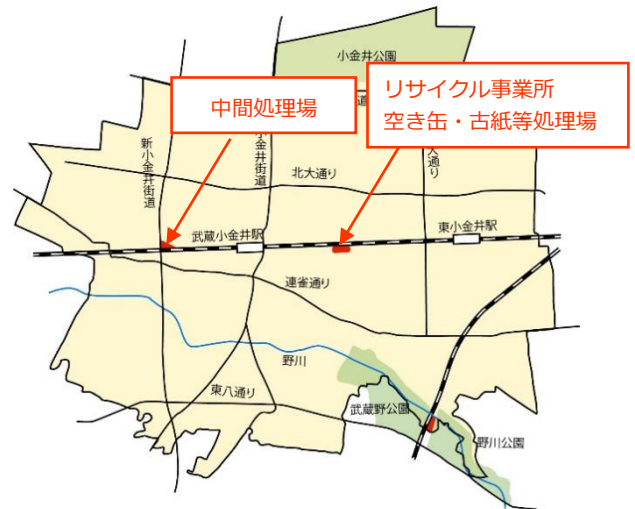 小金井公園
中間処理場
リサイクル事業所
空き缶・古紙等処理場
新小金井街道
小金井街道
大通り
北大通り
武蔵小金井駅
東小金井駅
連雀通り
野川
東八通り
武蔵野公園
野川公園